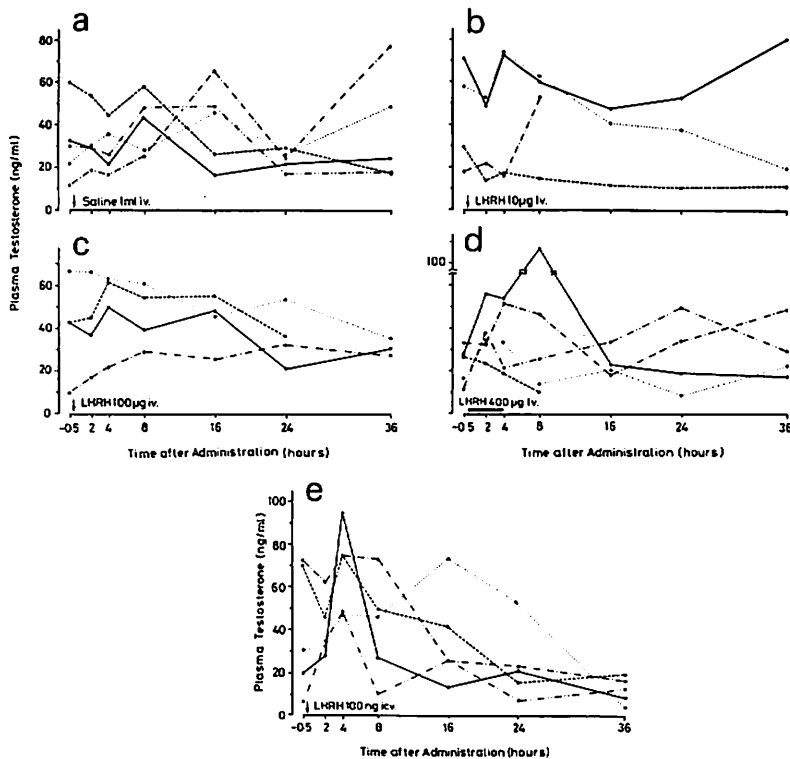 a
b
80
60
40
20
0
Saline 1ml i.v.
LHRH 10µg i.v.
Plasma Testosterone (ng/ml)
c
d
60
40
20
0
100
LHRH 100µg iv.
LHRH 400µg i.v.
-0.5 2 4 8 16 24 36
-0.5 2 4 8 16 24 36
Time after Administration (hours)
Time after Administration (hours)
e
100
80
60
40
20
0
Plasma Testosterone (ng/ml)
LHRH 100 ng icv.
-0.5 2 4 8 16 24 36
Time after Administration (hours)